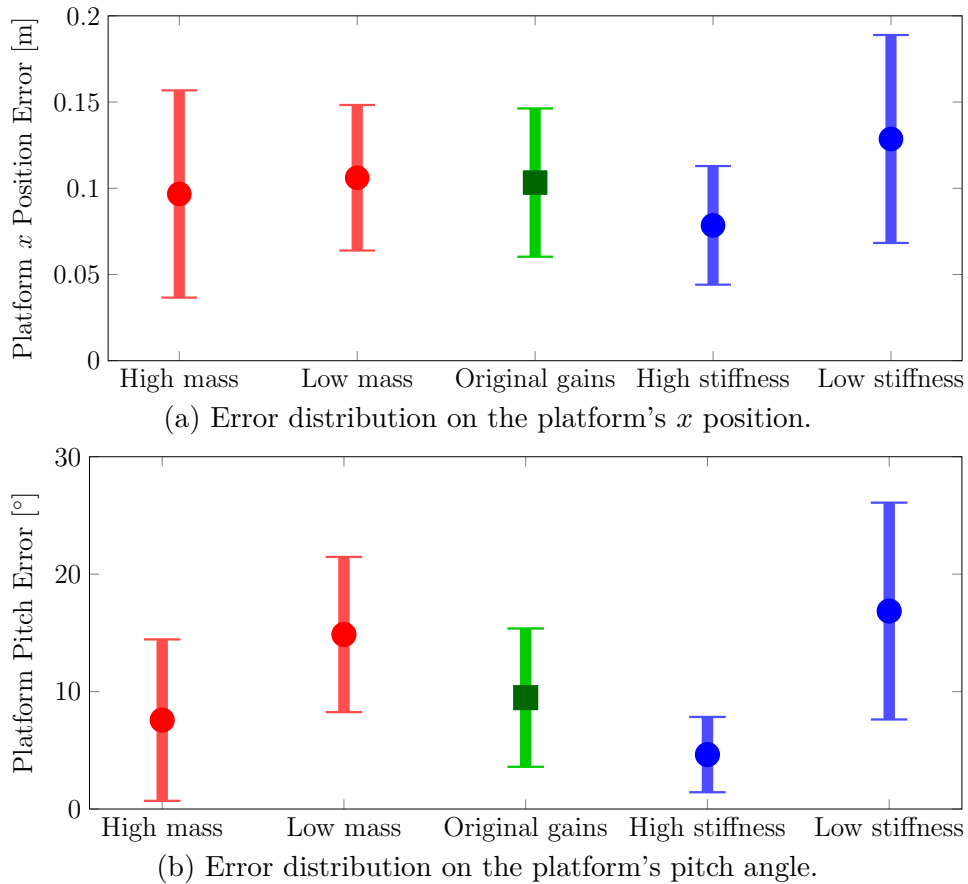 Platform x Position Error [m]
0.2
0.15
0.1
0.05
0
High mass Low mass Original gains High stiffness Low stiffness
(a) Error distribution on the platform's x position.
Platform Pitch Error [°]
30
20
10
0
High mass Low mass Original gains High stiffness Low stiffness
(b) Error distribution on the platform's pitch angle.